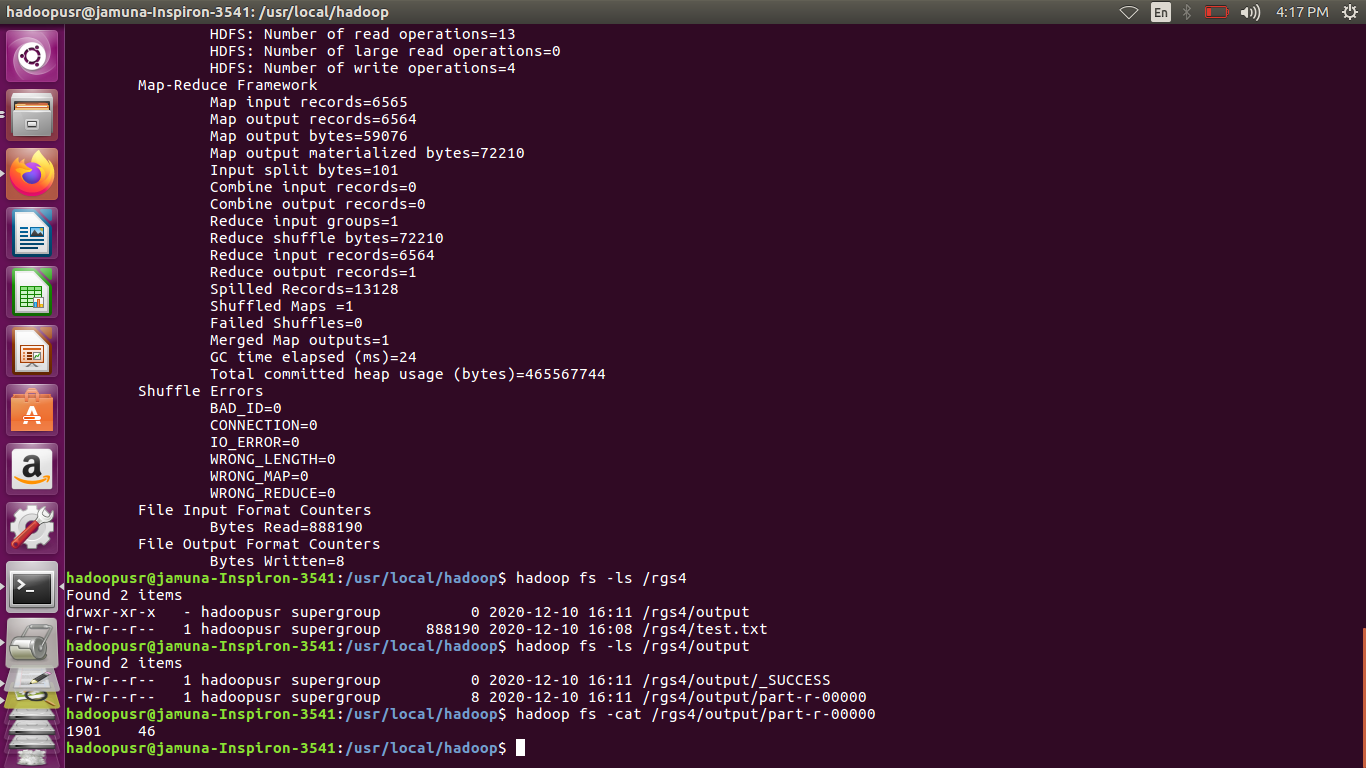 hadoopusr@jamuna-Inspiron-3541: /usr/local/hadoop
En
4:17 PM
HDFS: Number of read operations=13
HDFS: Number of large read operations=0
HDFS: Number of write operations=4
Map-Reduce Framework
Map input records=6565
Map output records=6564
Map output bytes=59076
Map output materialized bytes=72210
Input split bytes=101
Combine input records=0
Combine output records=0
Reduce input groups=1
Reduce shuffle bytes=72210
Reduce input records=6564
Reduce output records=1
Spilled Records=13128
Shuffled Maps =1
Failed Shuffles=0
Merged Map outputs=1
GC time elapsed (ms)=24
Total committed heap usage (bytes)=465567744
Shuffle Errors
BAD_ID=0
CONNECTION=0
IO_ERROR=0
WRONG_LENGTH=0
WRONG_MAP=0
WRONG_REDUCE=0
File Input Format Counters
Bytes Read=888190
File Output Format Counters
Bytes Written=8
hadoopusr@jamuna-Inspiron-3541:/usr/local/hadoop$ hadoop fs -ls /rgs4
Found 2 items
drwxr-xr-x   - hadoopusr supergroup          0 2020-12-10 16:11 /rgs4/output
-rw-r--r--   1 hadoopusr supergroup     888190 2020-12-10 16:08 /rgs4/test.txt
hadoopusr@jamuna-Inspiron-3541:/usr/local/hadoop$ hadoop fs -ls /rgs4/output
Found 2 items
-rw-r--r--   1 hadoopusr supergroup          0 2020-12-10 16:11 /rgs4/output/_SUCCESS
-rw-r--r--   1 hadoopusr supergroup          8 2020-12-10 16:11 /rgs4/output/part-r-00000
hadoopusr@jamuna-Inspiron-3541:/usr/local/hadoop$ hadoop fs -cat /rgs4/output/part-r-00000
1901    46
hadoopusr@jamuna-Inspiron-3541:/usr/local/hadoop$